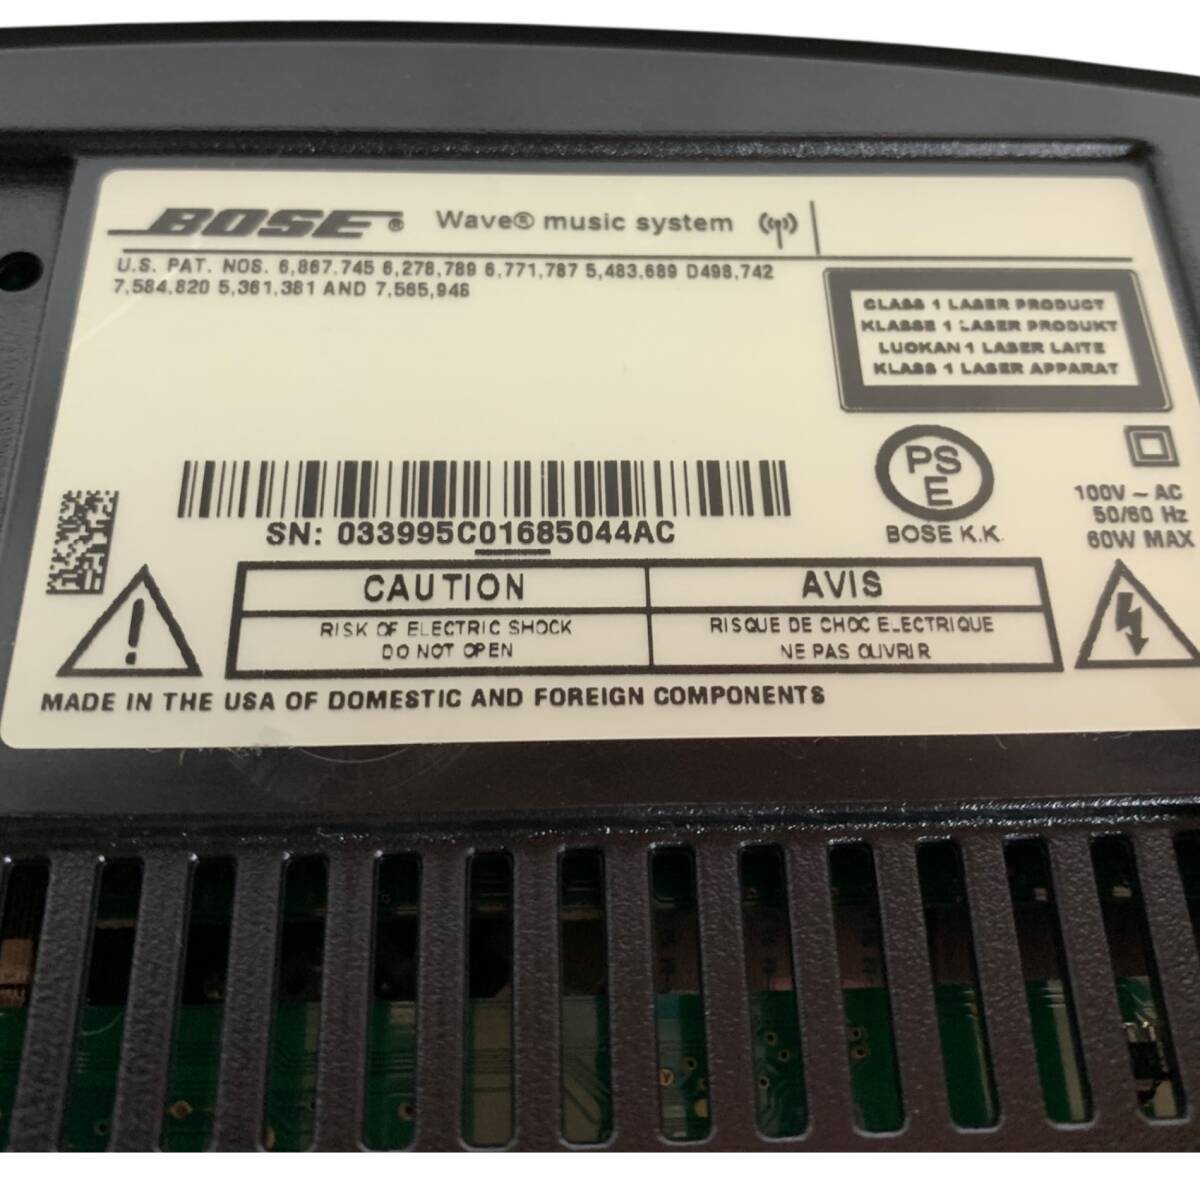 BOSE® Wave® music system
U.S. PAT. NOS. 6,867,745 6,278,789 6,771,787 5,483,689 D498,742
7,584,820 5,361,381 AND 7,565,946
CLASS 1 LASER PRODUCT
KLASSE 1 LASER PRODUKT
LUOKAN 1 LASER LAITE
KLASS 1 LASER APPARAT
PS
E
BOSE K.K.
100V ~ AC
50/60 Hz
60W MAX
SN: 033995C01685044AC
CAUTION
RISK OF ELECTRIC SHOCK
DO NOT OPEN
AVIS
RISQUE DE CHOC ELECTRIQUE
NE PAS OUVRIR
MADE IN THE USA OF DOMESTIC AND FOREIGN COMPONENTS